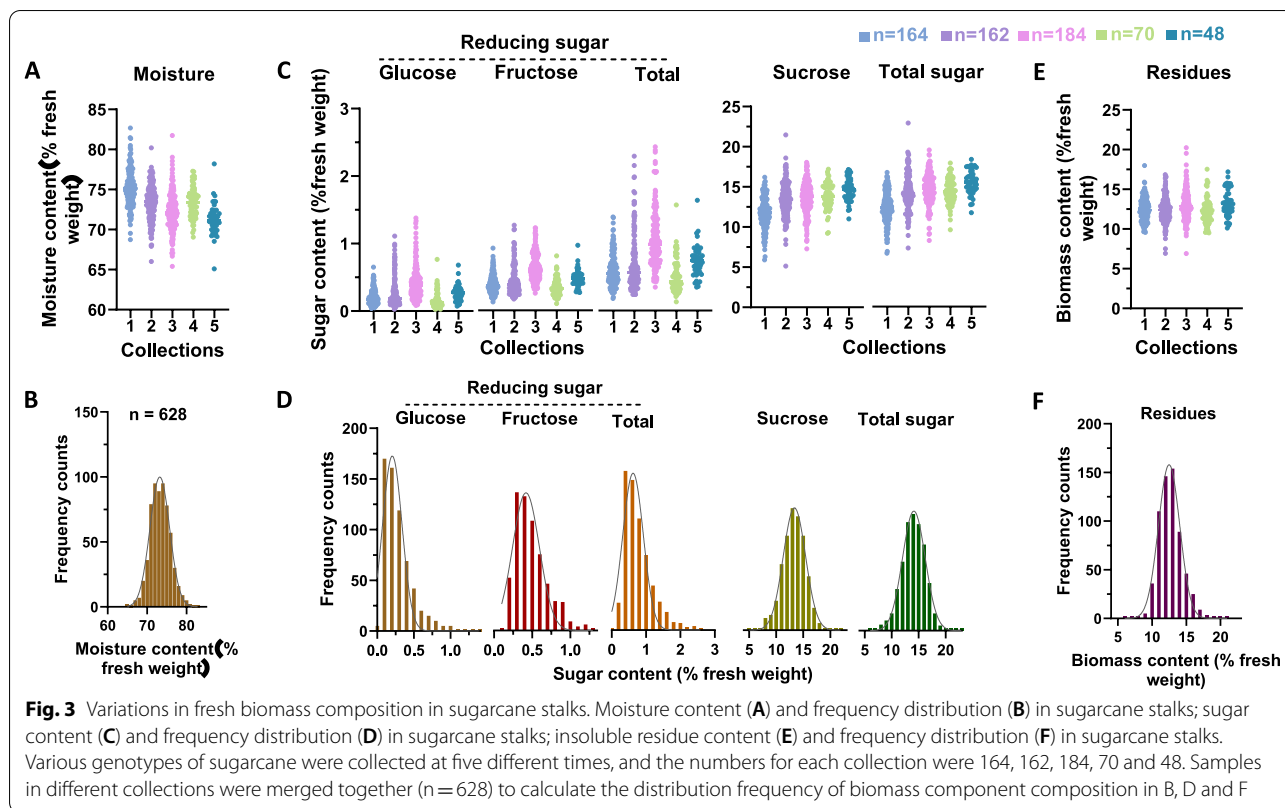 n=164 n=162 n=184 n=70 n=48
A
Moisture
Moisture content(% fresh weight)
85
80
75
70
65
60
1 2 3 4 5
Collections
C
Reducing sugar
Glucose Fructose Total
Sugar content (%fresh weight)
3
2
1
0
1 2 3 4 5 1 2 3 4 5 1 2 3 4 5
Collections
Sucrose Total sugar
25
20
15
10
5
0
1 2 3 4 5 1 2 3 4 5
Collections
E
Residues
Biomass content (%fresh weight)
25
20
15
10
5
0
1 2 3 4 5
Collections
B
n = 628
Frequency counts
150
100
50
0
60 70 80
Moisture content(% fresh weight)
D
Reducing sugar
Glucose Fructose Total Sucrose Total sugar
Frequency counts
200
150
100
50
0
0.0 0.5 1.0 0.0 0.5 1.0 0 1 2 3 5 10 15 20 5 10 15 20
Sugar content (% fresh weight)
F
Residues
Frequency counts
200
150
100
50
0
5 10 15 20
Biomass content (% fresh weight)
Fig. 3 Variations in fresh biomass composition in sugarcane stalks. Moisture content (A) and frequency distribution (B) in sugarcane stalks; sugar
content (C) and frequency distribution (D) in sugarcane stalks; insoluble residue content (E) and frequency distribution (F) in sugarcane stalks.
Various genotypes of sugarcane were collected at five different times, and the numbers for each collection were 164, 162, 184, 70 and 48. Samples
in different collections were merged together (n=628) to calculate the distribution frequency of biomass component composition in B, D and F